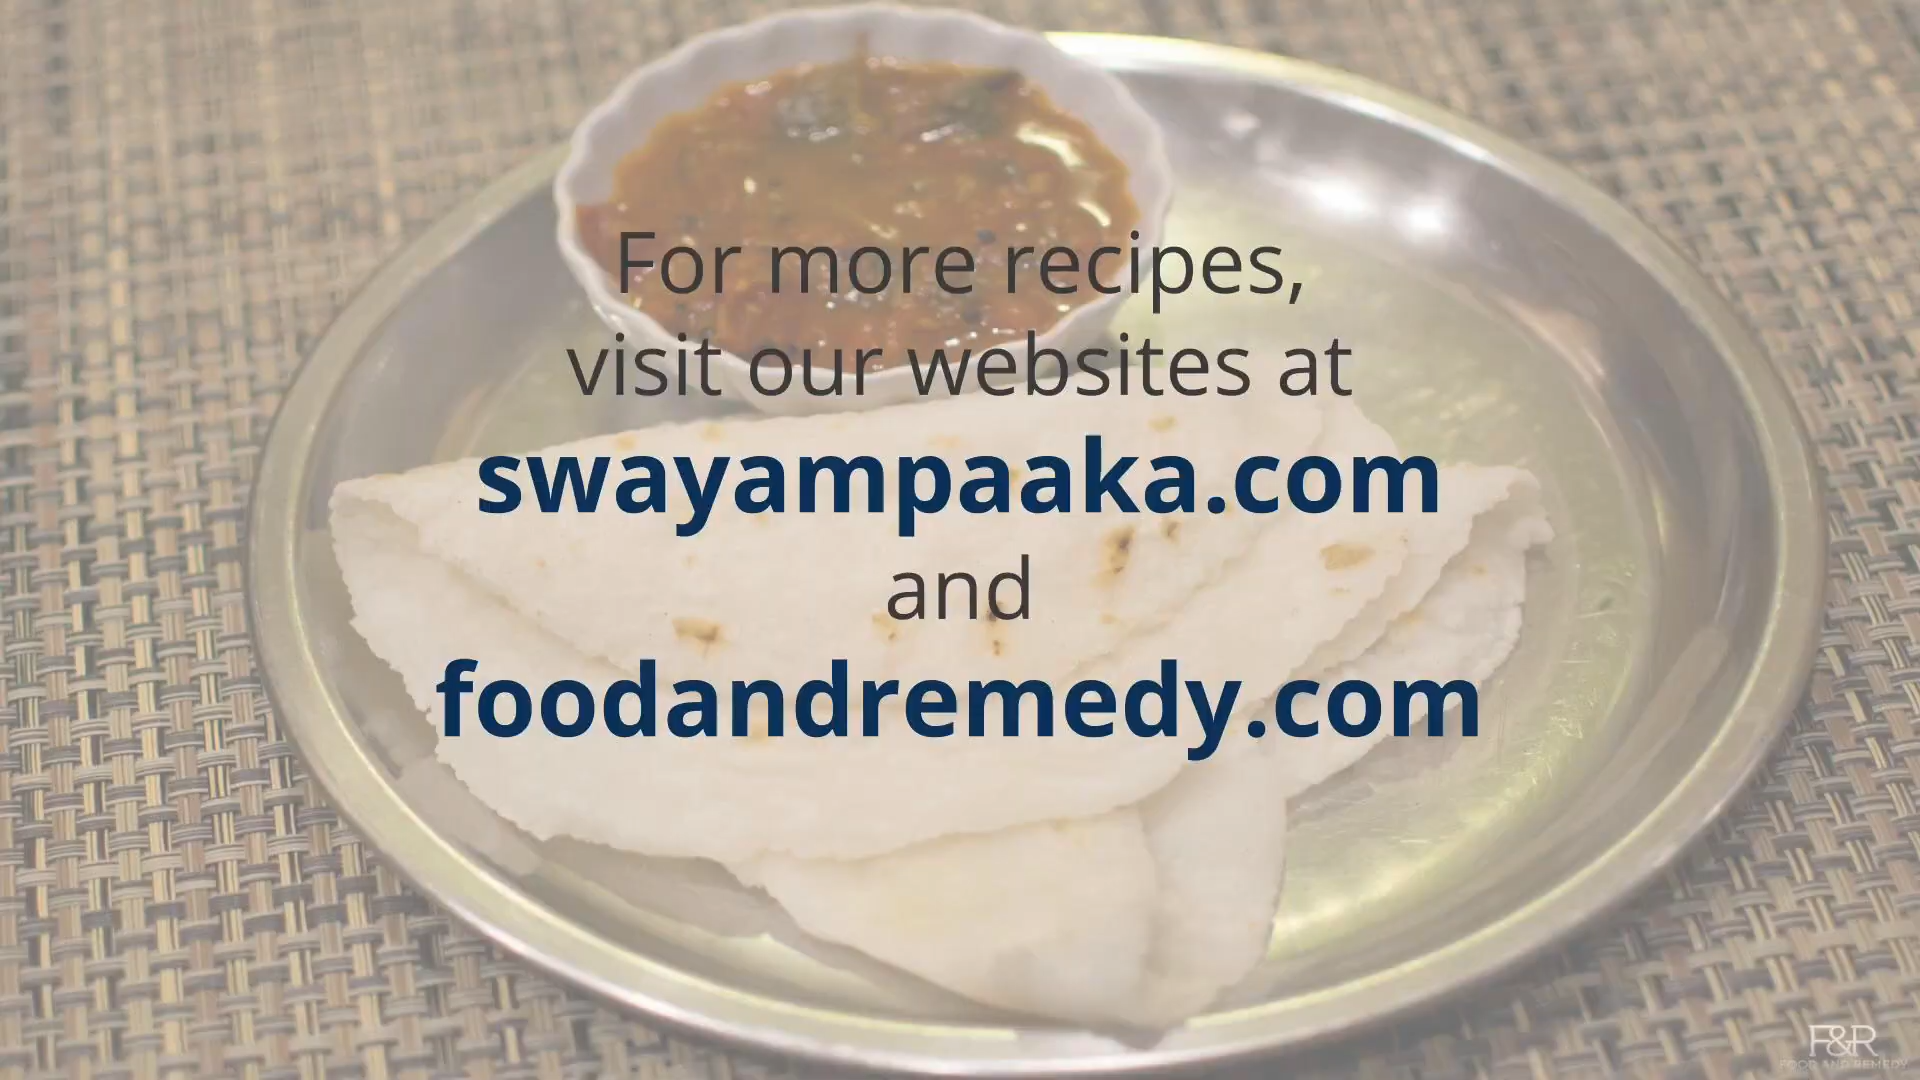 For more recipes,
visit our websites at
swayampaaka.com
and
foodandremedy.com
F&R
FOOD AND REMEDY